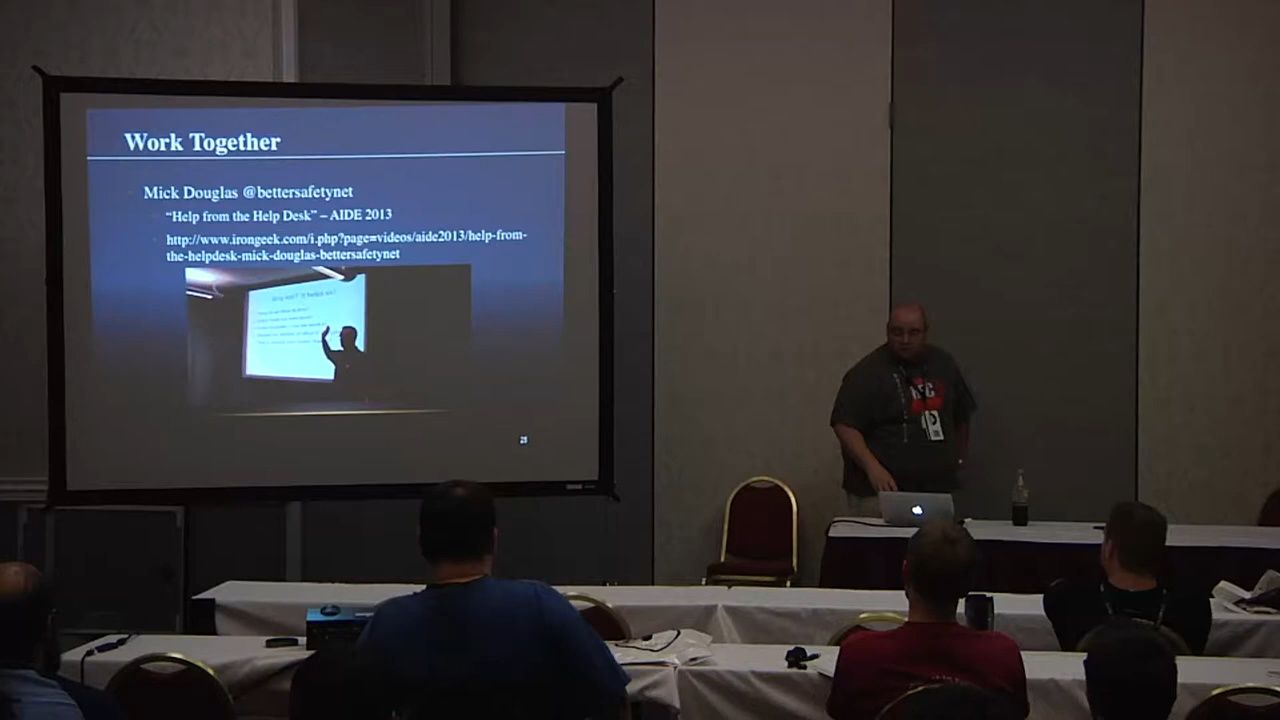 Work Together
Mick Douglas @bettersafetynet
“Help from the Help Desk” – AIDE 2013
http://www.irongeek.com/i.php?page=videos/aide2013/help-from-
the-helpdesk-mick-douglas-bettersafetynet
25